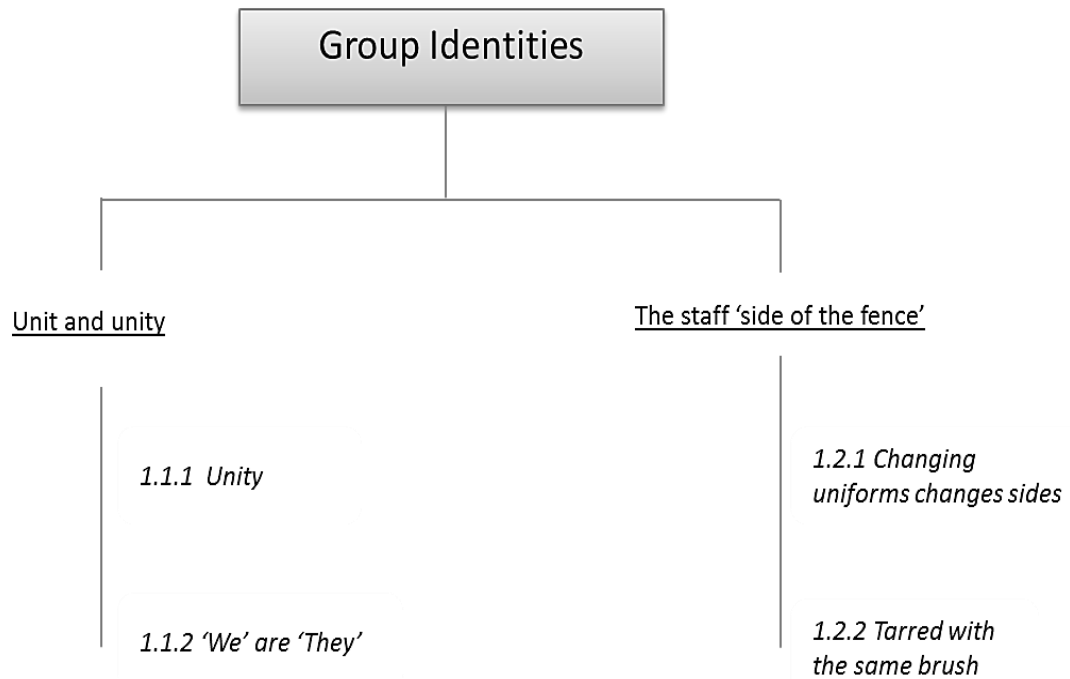 Group Identities
Unit and unity
The staff ‘side of the fence’
1.1.1 Unity
1.2.1 Changing
uniforms changes sides
1.1.2 ‘We’ are ‘They’
1.2.2 Tarred with
the same brush